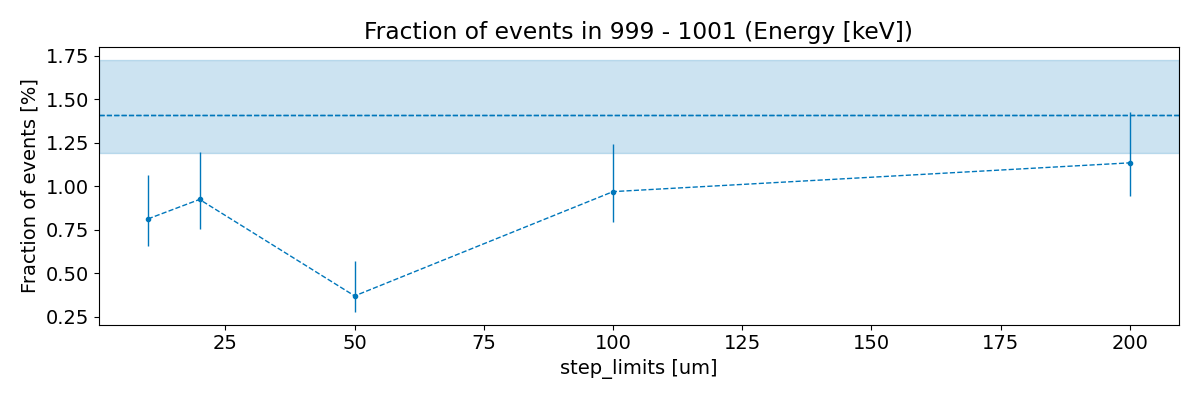 Fraction of events in 999 - 1001 (Energy [keV])
Fraction of events [%]
1.75
1.50
1.25
1.00
0.75
0.50
0.25
25 50 75 100 125 150 175 200
step_limits [um]